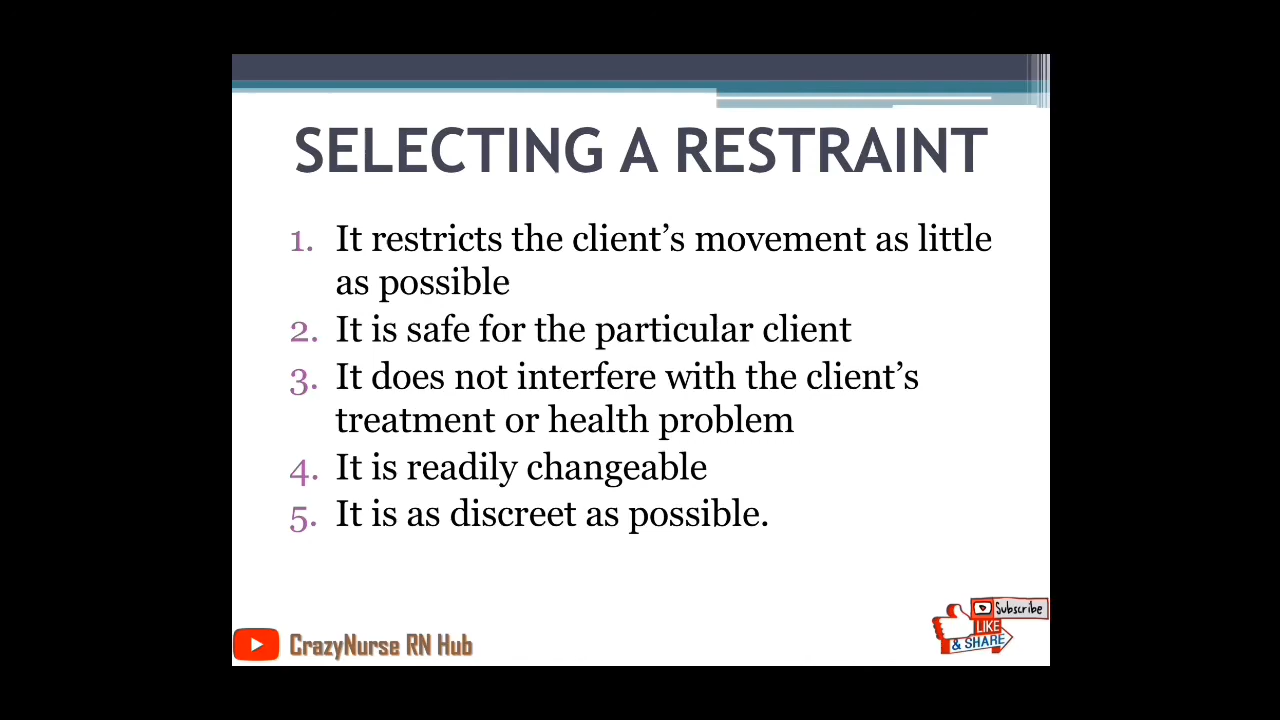 SELECTING A RESTRAINT
1. It restricts the client’s movement as little
as possible
2. It is safe for the particular client
3. It does not interfere with the client’s
treatment or health problem
4. It is readily changeable
5. It is as discreet as possible.
Subscribe
LIKE
& SHARE
CrazyNurse RN Hub